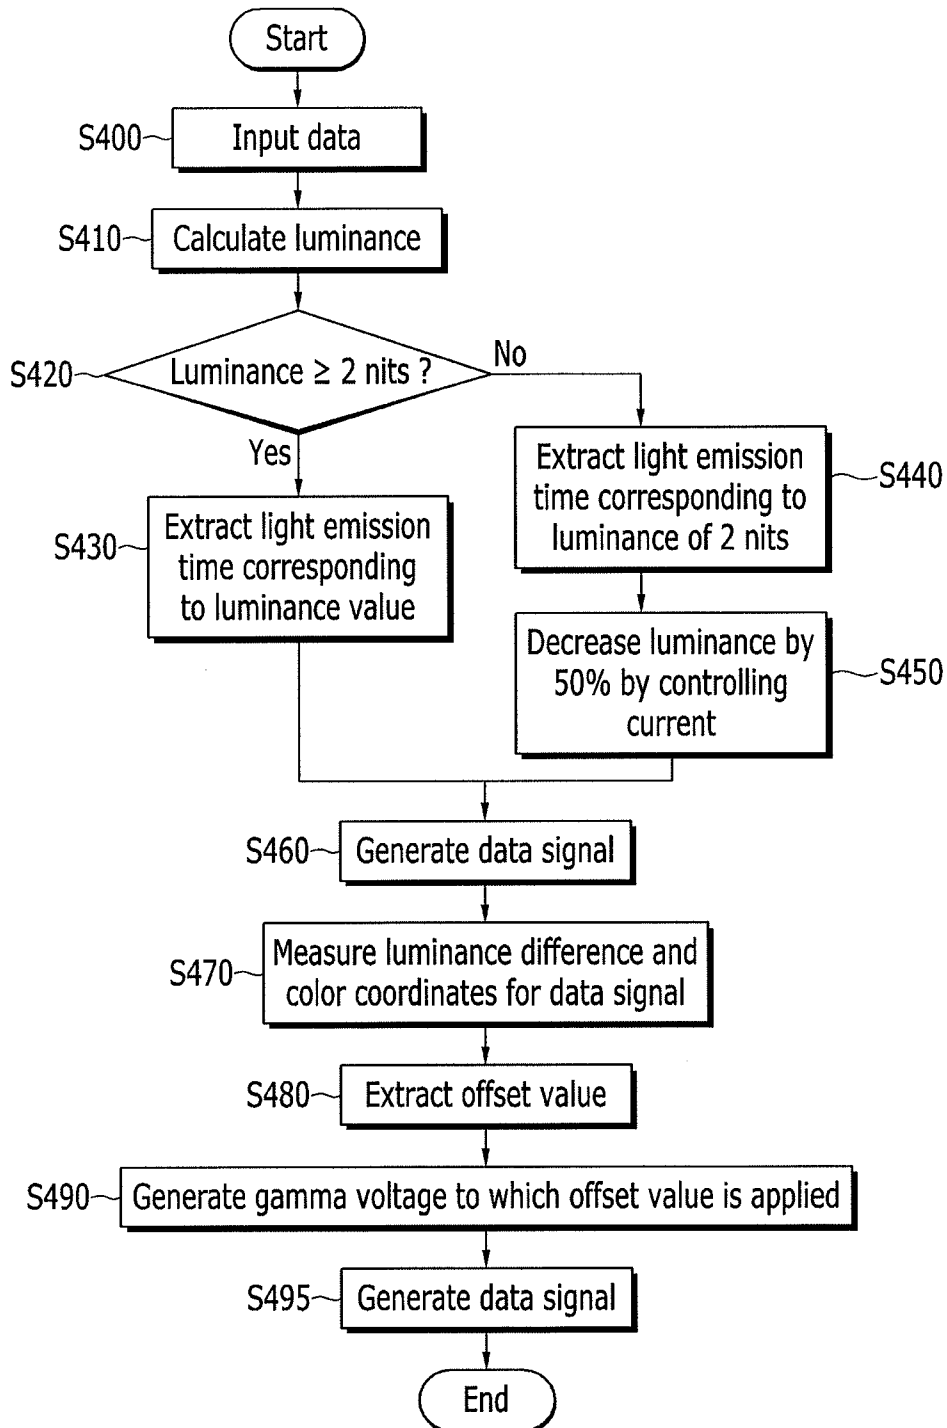 Start
S400
Input data
S410
Calculate luminance
S420
Luminance ≥ 2 nits ?
No
Yes
S430
Extract light emission
time corresponding
to luminance value
Extract light emission
time corresponding to
luminance of 2 nits
S440
Decrease luminance by
50% by controlling
current
S450
S460
Generate data signal
S470
Measure luminance difference and
color coordinates for data signal
S480
Extract offset value
S490
Generate gamma voltage to which offset value is applied
S495
Generate data signal
End